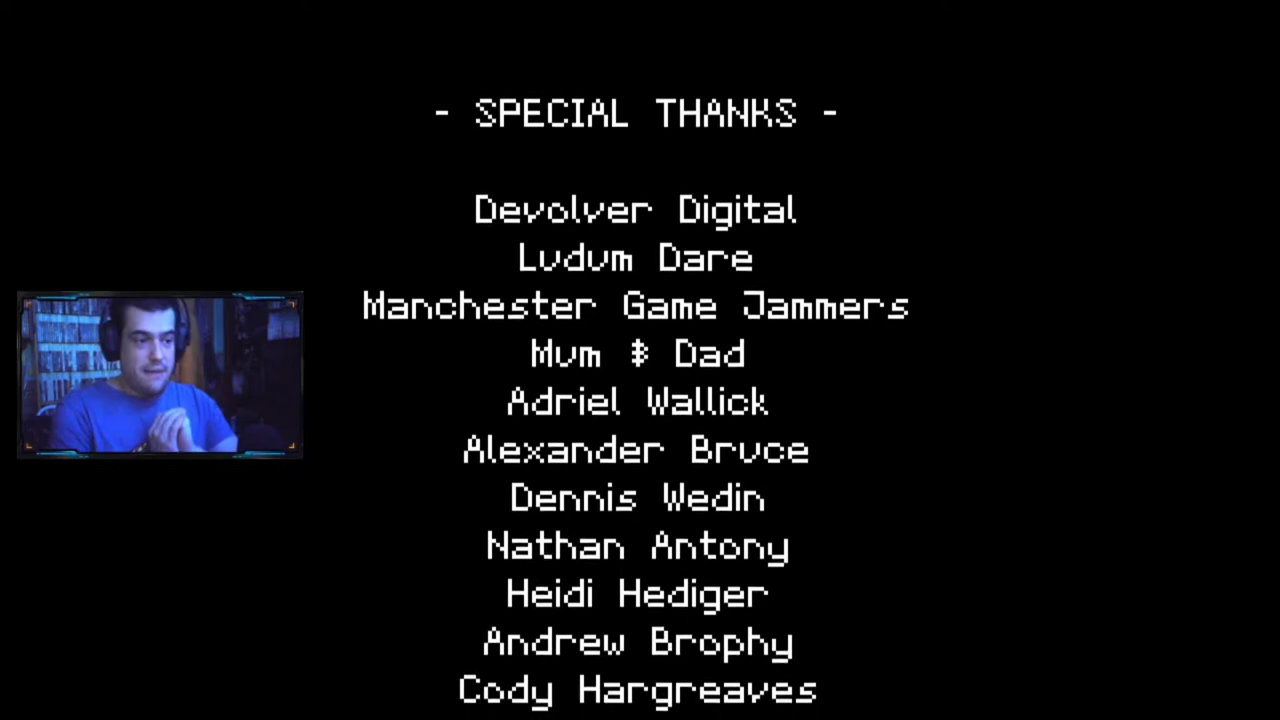 - SPECIAL THANKS -
Devolver Digital
Ludum Dare
Manchester Game Jammers
Mum & Dad
Adriel Wallick
Alexander Bruce
Dennis Wedin
Nathan Antony
Heidi Hediger
Andrew Brophy
Cody Hargreaves